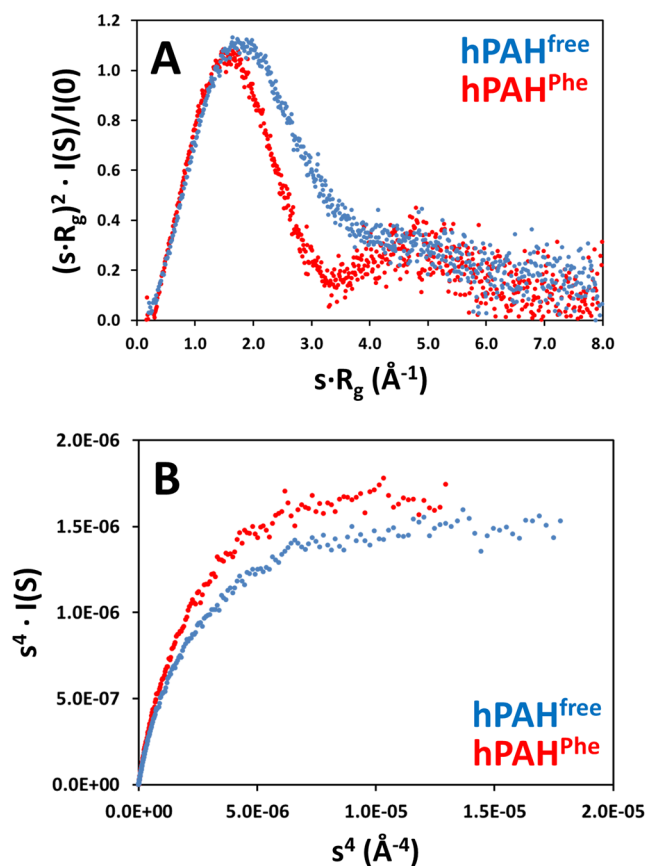 A
hPAH^free
hPAH^Phe
(s·R_g)^2 · I(S)/I(0)
1.2
1.0
0.8
0.6
0.4
0.2
0.0
0.0 1.0 2.0 3.0 4.0 5.0 6.0 7.0 8.0
s·R_g (Å^-1)
B
s^4 · I(S)
2.0E-06
1.5E-06
1.0E-06
5.0E-07
0.0E+00
hPAH^free
hPAH^Phe
0.0E+00 5.0E-06 1.0E-05 1.5E-05 2.0E-05
s^4 (Å^-4)